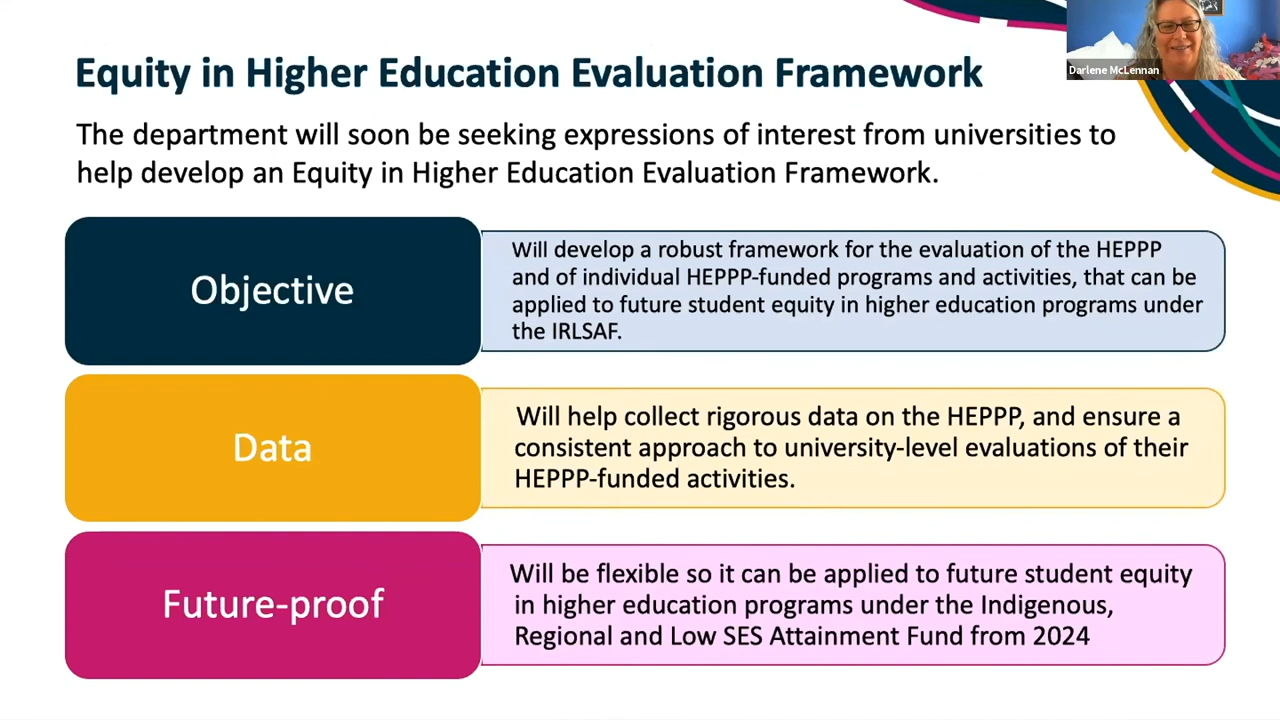 Equity in Higher Education Evaluation Framework
Darlene McLennan
The department will soon be seeking expressions of interest from universities to
help develop an Equity in Higher Education Evaluation Framework.
Objective
Will develop a robust framework for the evaluation of the HEPPP
and of individual HEPPP-funded programs and activities, that can be
applied to future student equity in higher education programs under
the IRLSAF.
Data
Will help collect rigorous data on the HEPPP, and ensure a
consistent approach to university-level evaluations of their
HEPPP-funded activities.
Future-proof
Will be flexible so it can be applied to future student equity
in higher education programs under the Indigenous,
Regional and Low SES Attainment Fund from 2024